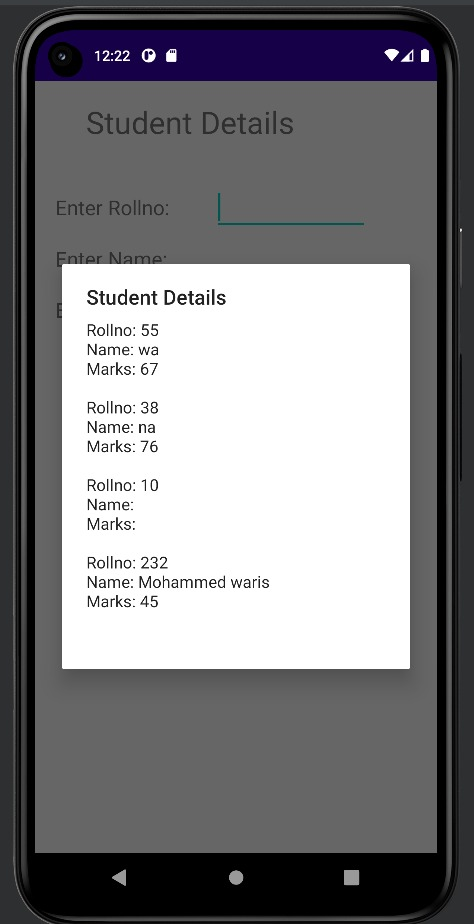 12:22
Student Details
Enter Rollno:
Enter Name:
Student Details
Rollno: 55
Name: wa
Marks: 67
Rollno: 38
Name: na
Marks: 76
Rollno: 10
Name:
Marks:
Rollno: 232
Name: Mohammed waris
Marks: 45